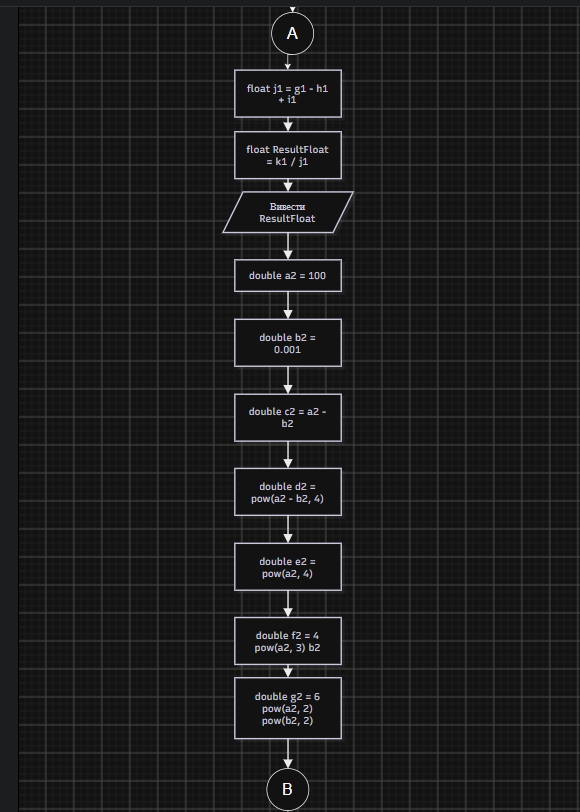 A
float j1 = g1 - h1
+ i1
float ResultFloat
= k1 / j1
Вивести
ResultFloat
double a2 = 100
double b2 =
0.001
double c2 = a2 -
b2
double d2 =
pow(a2 - b2, 4)
double e2 =
pow(a2, 4)
double f2 = 4
pow(a2, 3) b2
double g2 = 6
pow(a2, 2)
pow(b2, 2)
B